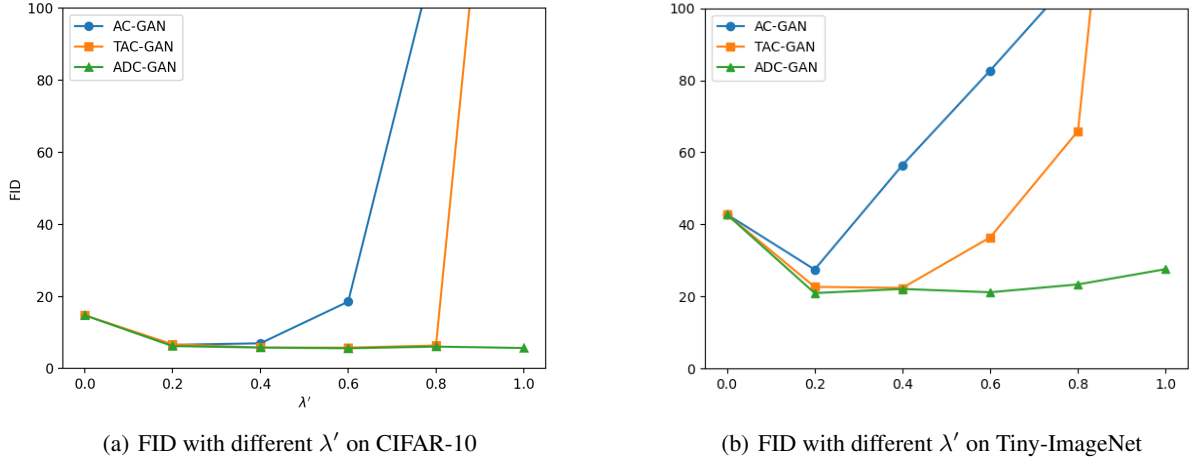 100
80
60
40
20
0
FID
AC-GAN
TAC-GAN
ADC-GAN
0.0 0.2 0.4 0.6 0.8 1.0
λ′
(a) FID with different λ′ on CIFAR-10
100
80
60
40
20
0
AC-GAN
TAC-GAN
ADC-GAN
0.0 0.2 0.4 0.6 0.8 1.0
(b) FID with different λ′ on Tiny-ImageNet